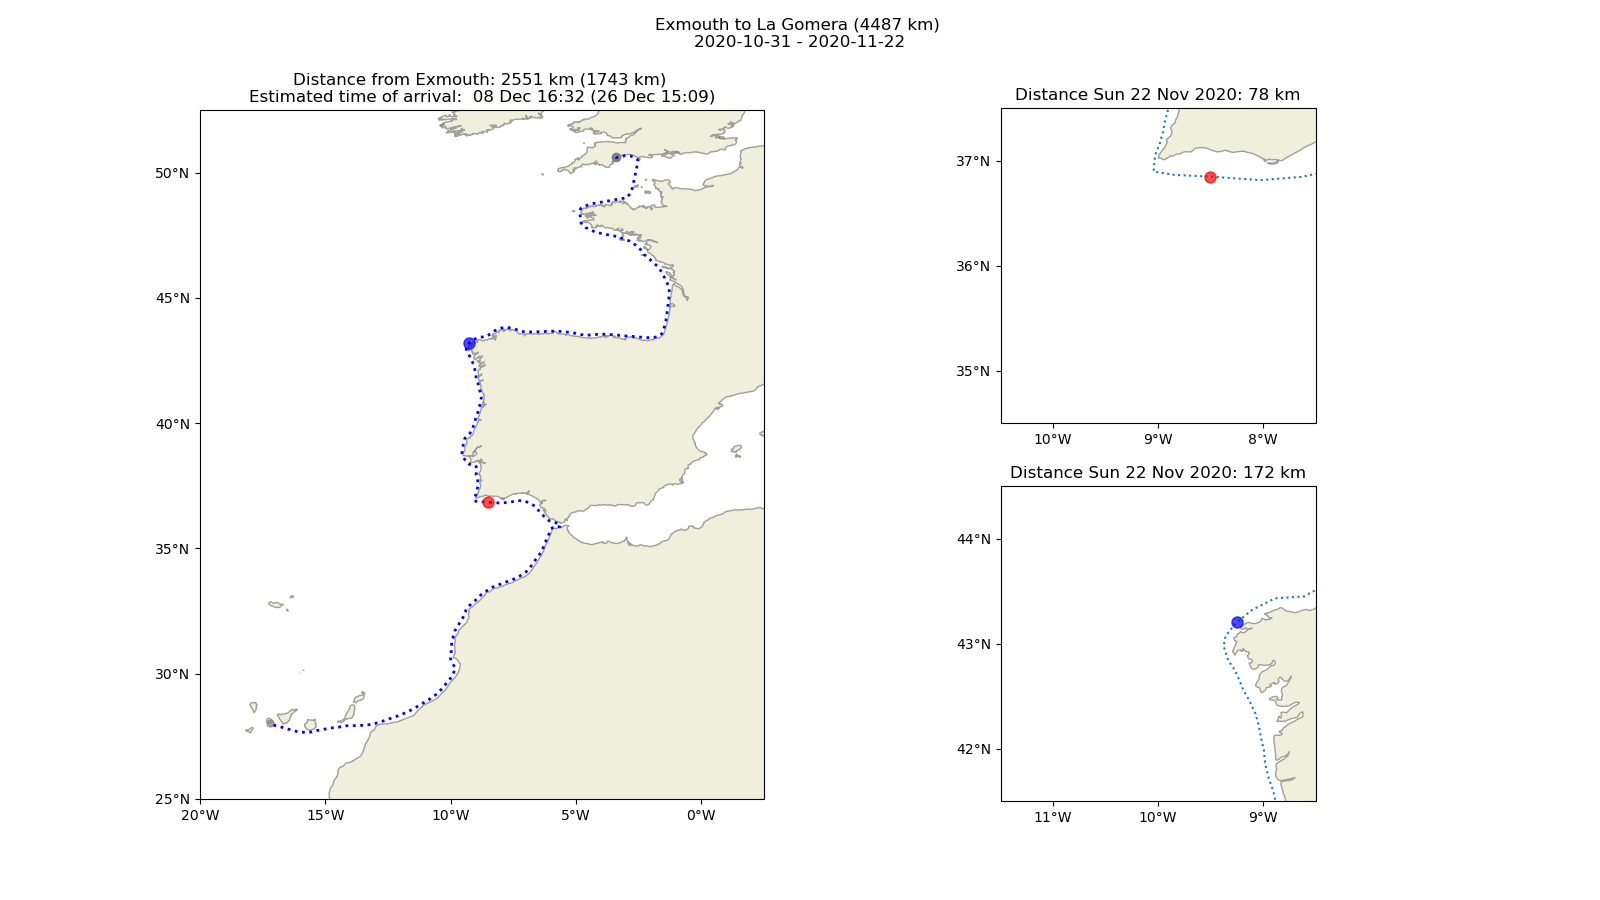 Exmouth to La Gomera (4487 km)
2020-10-31 - 2020-11-22
Distance from Exmouth: 2551 km (1743 km)
Estimated time of arrival:  08 Dec 16:32 (26 Dec 15:09)
50°N
45°N
40°N
35°N
30°N
25°N
20°W
15°W
10°W
5°W
0°W
Distance Sun 22 Nov 2020: 78 km
37°N
36°N
35°N
10°W
9°W
8°W
Distance Sun 22 Nov 2020: 172 km
44°N
43°N
42°N
11°W
10°W
9°W